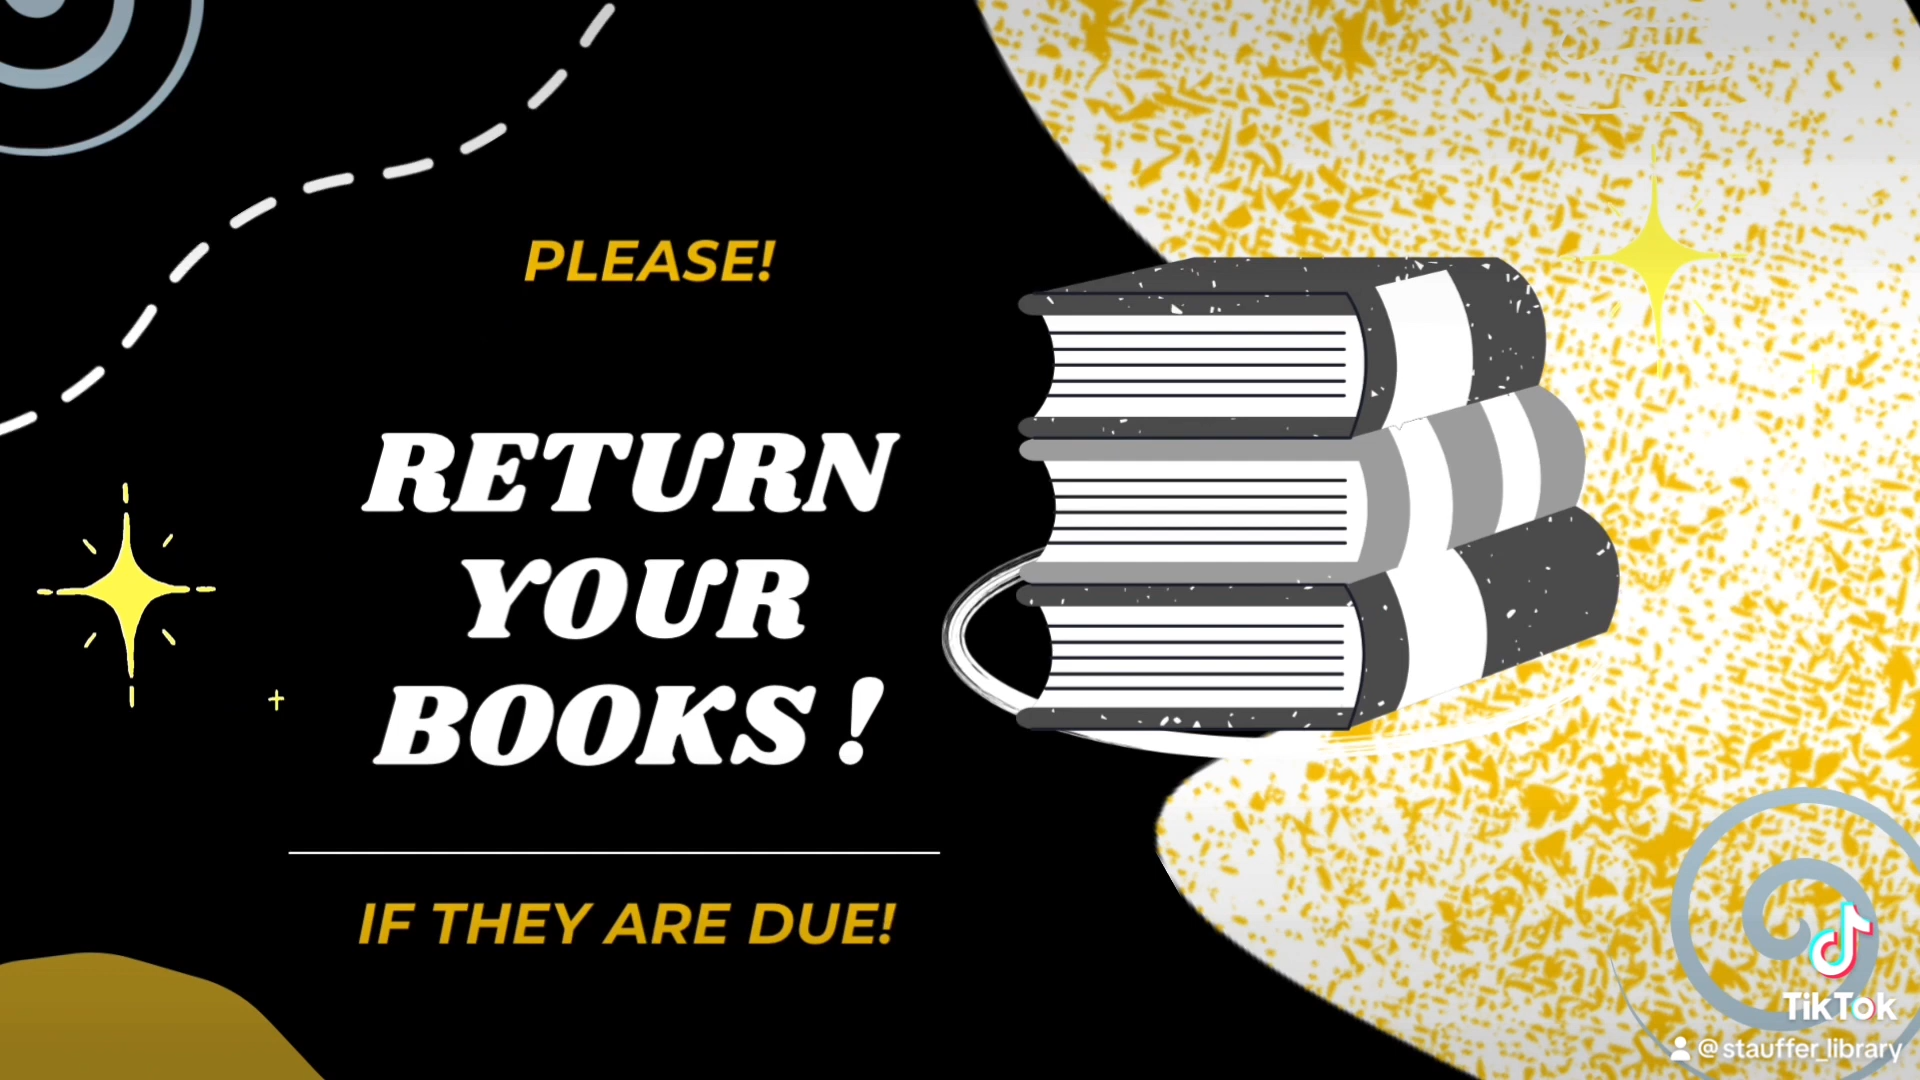 PLEASE!
RETURN
YOUR
BOOKS!
IF THEY ARE DUE!
TikTok
@stauffer_library